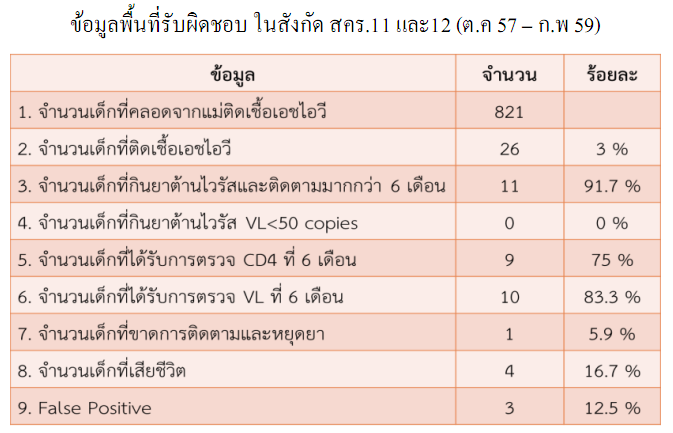 ข้อมูลพื้นที่รับผิดชอบ ในสังกัด สคร.11 และ12 (ต.ค 57 – ก.พ 59)
ข้อมูล จำนวน ร้อยละ
1. จำนวนเด็กที่คลอดจากแม่ติดเชื้อเอชไอวี 821
2. จำนวนเด็กที่ติดเชื้อเอชไอวี 26 3 %
3. จำนวนเด็กที่กินยาต้านไวรัสและติดตามมากกว่า 6 เดือน 11 91.7 %
4. จำนวนเด็กที่กินยาต้านไวรัส VL<50 copies 0 0 %
5. จำนวนเด็กที่ได้รับการตรวจ CD4 ที่ 6 เดือน 9 75 %
6. จำนวนเด็กที่ได้รับการตรวจ VL ที่ 6 เดือน 10 83.3 %
7. จำนวนเด็กที่ขาดการติดตามและหยุดยา 1 5.9 %
8. จำนวนเด็กที่เสียชีวิต 4 16.7 %
9. False Positive 3 12.5 %